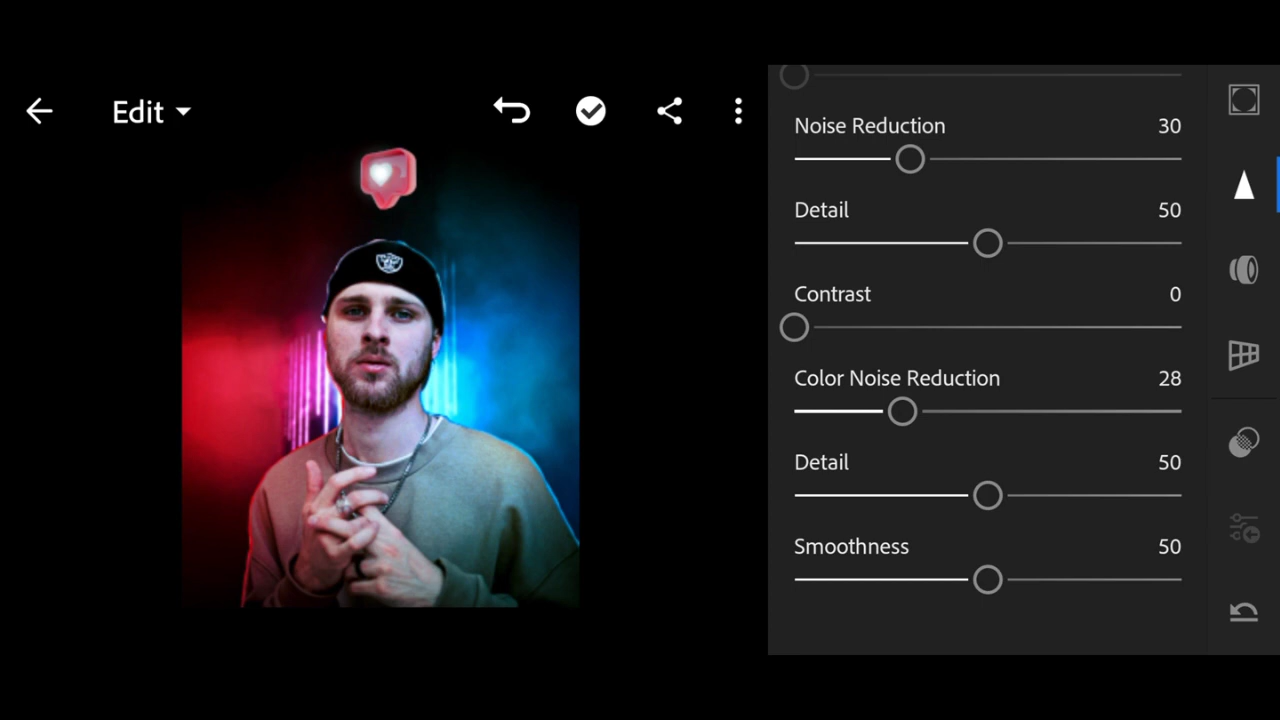 Edit
Noise Reduction 30
Detail 50
Contrast 0
Color Noise Reduction 28
Detail 50
Smoothness 50